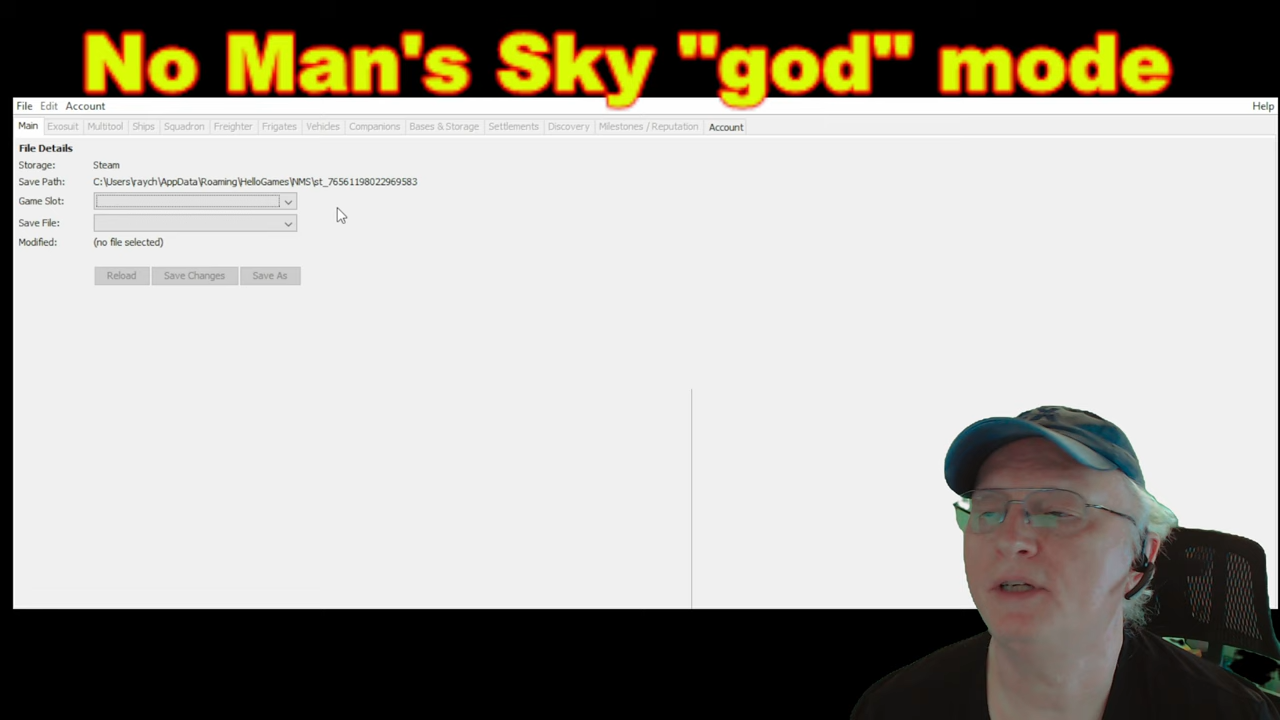 No Man's Sky "god" mode
File Edit Account Help
Main Exosuit Multitool Ships Squadron Freighter Frigates Vehicles Companions Bases & Storage Settlements Discovery Milestones / Reputation Account
File Details
Storage: Steam
Save Path: C:\Users\raych\AppData\Roaming\HelloGames\NMS\st_76561198022969583
Game Slot:
Save File:
Modified: (no file selected)
Reload Save Changes Save As